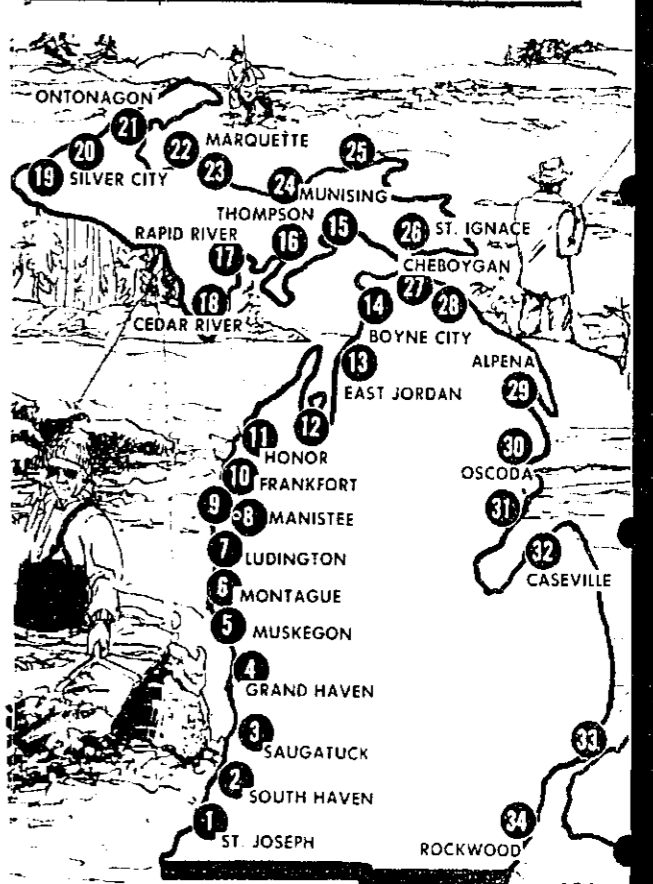 ONTONAGON
21
20
22
MARQUETTE
19
SILVER CITY
23
25
24
MUNISING
THOMPSON
15
RAPID RIVER
17
16
26
ST. IGNACE
CHEBOYGAN
27
18
14
28
CEDAR RIVER
BOYNE CITY
ALPENA
13
EAST JORDAN
29
12
11
HONOR
30
OSCODA
10
FRANKFORT
9
8
MANISTEE
31
7
LUDINGTON
32
CASEVILLE
6
MONTAGUE
5
MUSKEGON
4
GRAND HAVEN
3
SAUGATUCK
33
2
SOUTH HAVEN
1
ST. JOSEPH
34
ROCKWOOD